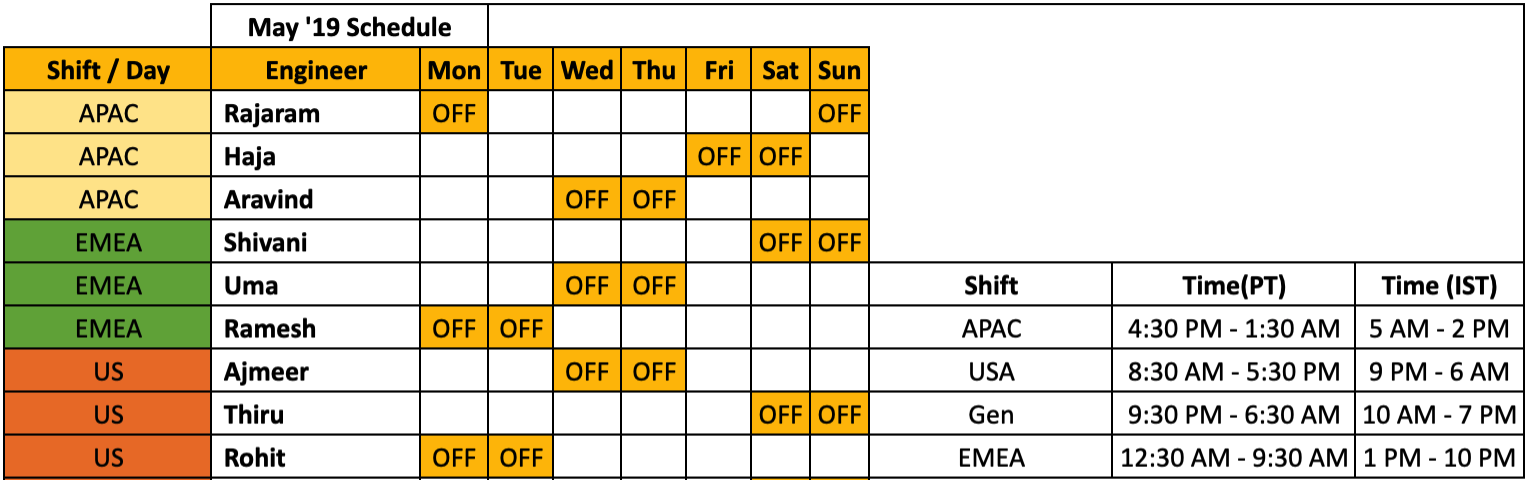 May '19 Schedule
Shift / Day Engineer Mon Tue Wed Thu Fri Sat Sun
APAC Rajaram OFF OFF
APAC Haja OFF OFF
APAC Aravind OFF OFF
EMEA Shivani OFF OFF
EMEA Uma OFF OFF Shift Time(PT) Time (IST)
EMEA Ramesh OFF OFF APAC 4:30 PM - 1:30 AM 5 AM - 2 PM
US Ajmeer OFF OFF USA 8:30 AM - 5:30 PM 9 PM - 6 AM
US Thiru OFF OFF Gen 9:30 PM - 6:30 AM 10 AM - 7 PM
US Rohit OFF OFF EMEA 12:30 AM - 9:30 AM 1 PM - 10 PM